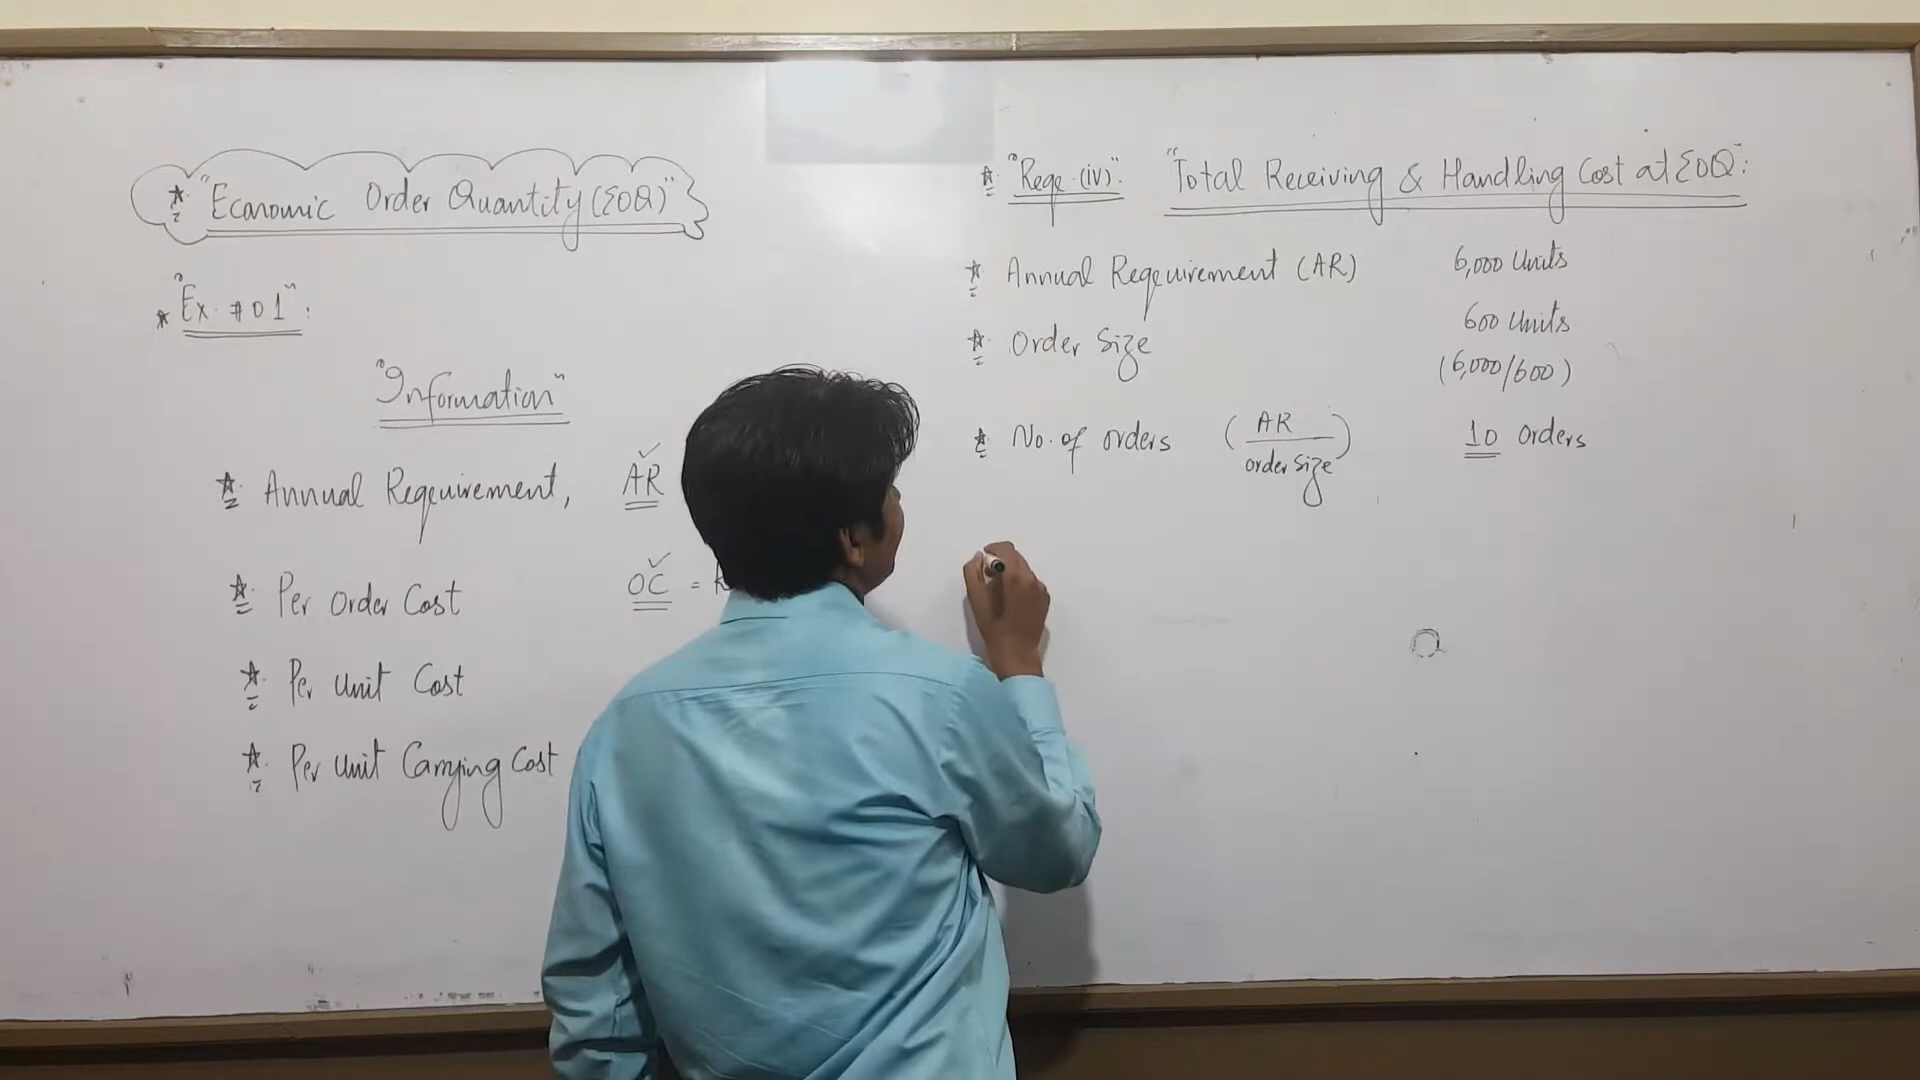 * "Economic Order Quantity (EOQ)"
* "Ex. #01":
"Information"
* Annual Requirement, AR
* Per Order Cost OC =
* Per Unit Cost
* Per Unit Carrying Cost
* "Reqe.(iv)": "Total Receiving & Handling Cost at EOQ":
* Annual Reqeuirement (AR) 6,000 Units
* Order Size 600 Units
(6,000/600)
* No. of orders (AR/order size) 10 Orders